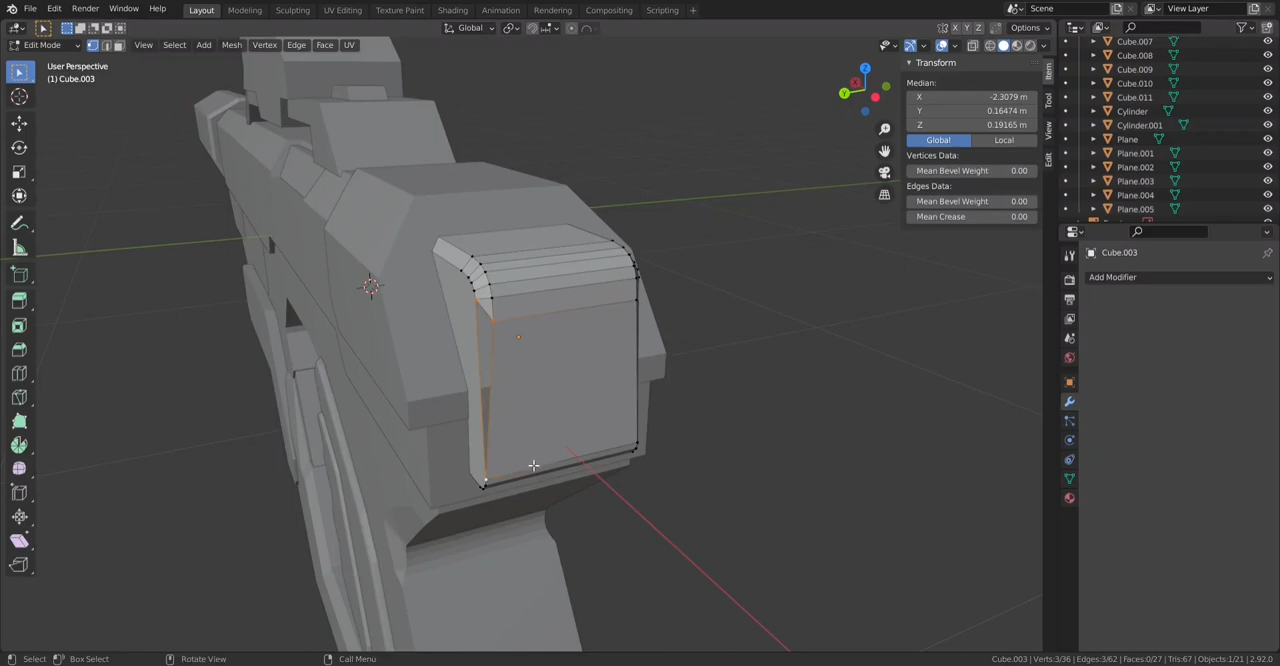 File Edit Render Window Help Layout Modeling Sculpting UV Editing Texture Paint Shading Animation Rendering Compositing Scripting + Scene View Layer
Global X Y Z Options
Edit Mode View Select Add Mesh Vertex Edge Face UV
User Perspective
(1) Cube.003
Z
Y
X
Transform
Median:
X -2.3079 m
Y 0.16474 m
Z 0.19165 m
Global Local
Vertices Data:
Mean Bevel Weight 0.00
Edges Data:
Mean Bevel Weight 0.00
Mean Crease 0.00
Item
Tool
View
Edit
Cube.007
Cube.008
Cube.009
Cube.010
Cube.011
Cylinder
Cylinder.001
Plane
Plane.001
Plane.002
Plane.003
Plane.004
Plane.005
Cube.003
Add Modifier
Select Box Select Rotate View Call Menu Cube.003 | Verts:3/36 | Edges:3/62 | Faces:0/27 | Tris:67 | Objects:1/21 | 2.92.0